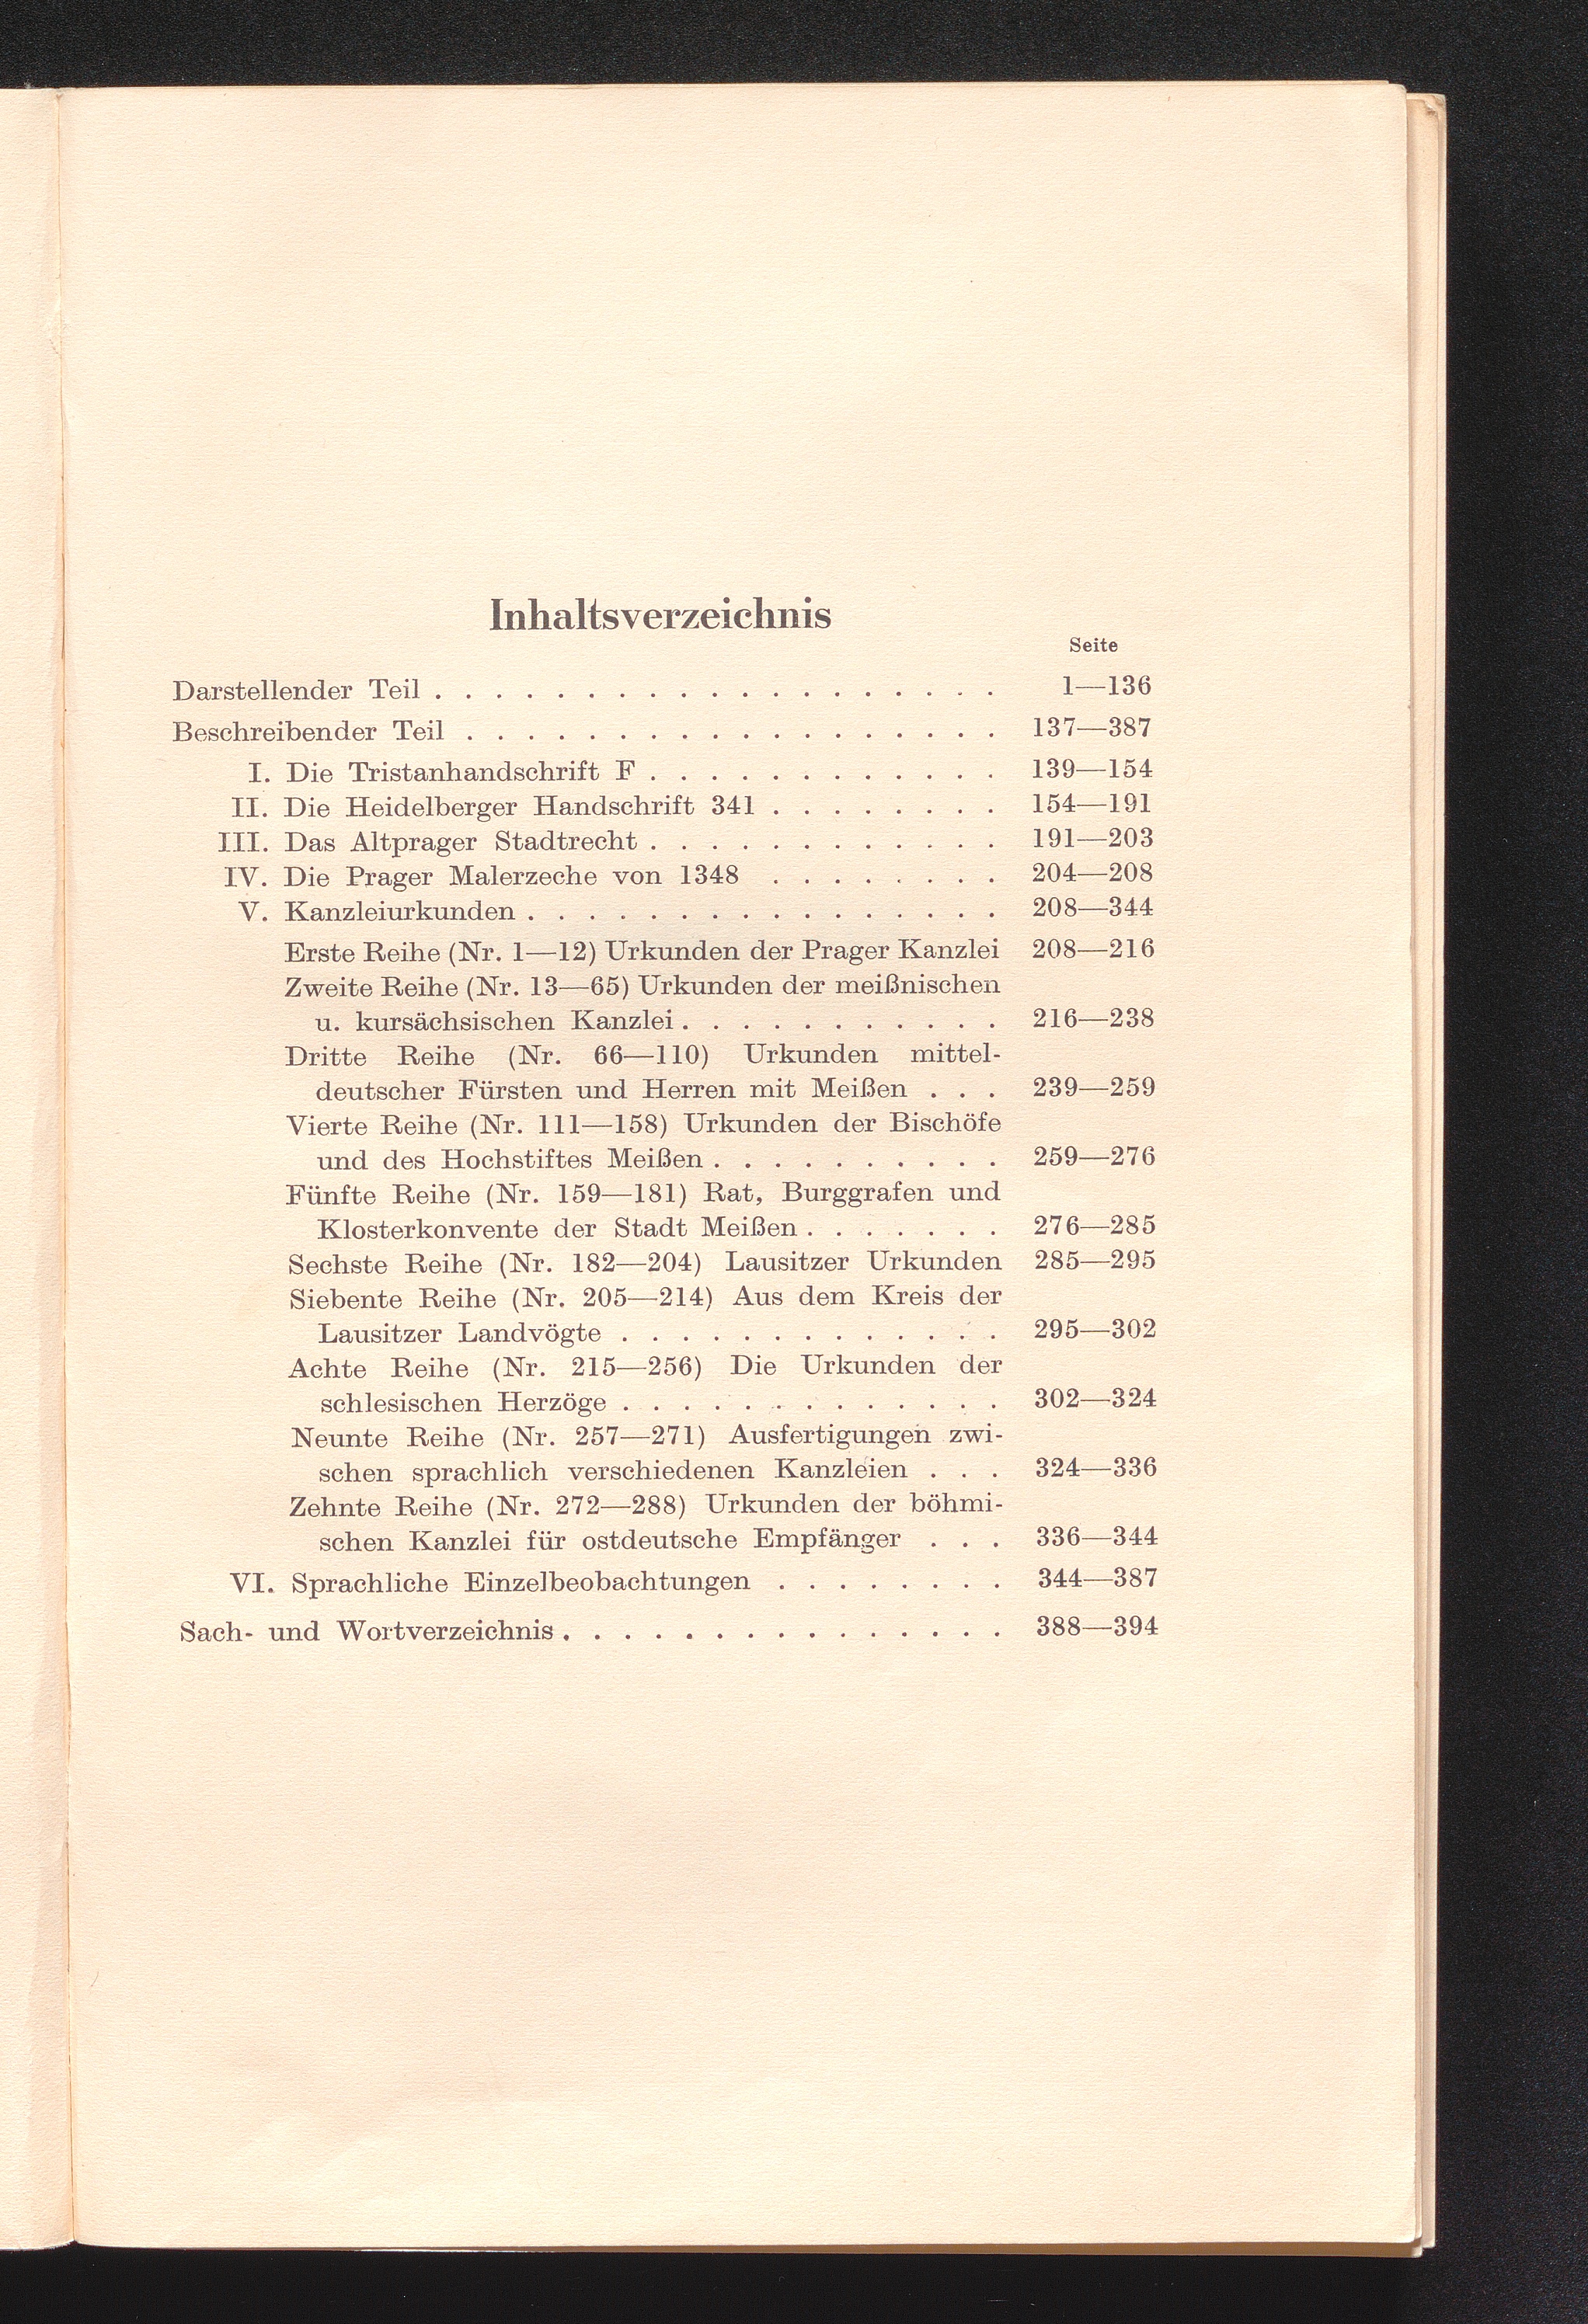 Inhaltsverzeichnis
Seite
Darstellender Teil . . . . . . . . . . . . . . . . . . . 1—136
Beschreibender Teil . . . . . . . . . . . . . . . . . . 137—387
I. Die Tristanhandschrift F . . . . . . . . . . . . 139—154
II. Die Heidelberger Handschrift 341 . . . . . . . . 154—191
III. Das Altprager Stadtrecht . . . . . . . . . . . . 191—203
IV. Die Prager Malerzeche von 1348 . . . . . . . . 204—208
V. Kanzleiurkunden . . . . . . . . . . . . . . . . 208—344
Erste Reihe (Nr. 1—12) Urkunden der Prager Kanzlei 208—216
Zweite Reihe (Nr. 13—65) Urkunden der meißnischen
u. kursächsischen Kanzlei . . . . . . . . . . . 216—238
Dritte Reihe (Nr. 66—110) Urkunden mittel-
deutscher Fürsten und Herren mit Meißen . . . 239—259
Vierte Reihe (Nr. 111—158) Urkunden der Bischöfe
und des Hochstiftes Meißen . . . . . . . . . . 259—276
Fünfte Reihe (Nr. 159—181) Rat, Burggrafen und
Klosterkonvente der Stadt Meißen . . . . . . . 276—285
Sechste Reihe (Nr. 182—204) Lausitzer Urkunden 285—295
Siebente Reihe (Nr. 205—214) Aus dem Kreis der
Lausitzer Landvögte . . . . . . . . . . . . . 295—302
Achte Reihe (Nr. 215—256) Die Urkunden der
schlesischen Herzöge . . . . . . . . . . . . . 302—324
Neunte Reihe (Nr. 257—271) Ausfertigungen zwi-
schen sprachlich verschiedenen Kanzleien . . . 324—336
Zehnte Reihe (Nr. 272—288) Urkunden der böhmi-
schen Kanzlei für ostdeutsche Empfänger . . . 336—344
VI. Sprachliche Einzelbeobachtungen . . . . . . . . 344—387
Sach- und Wortverzeichnis . . . . . . . . . . . . . . . 388—394